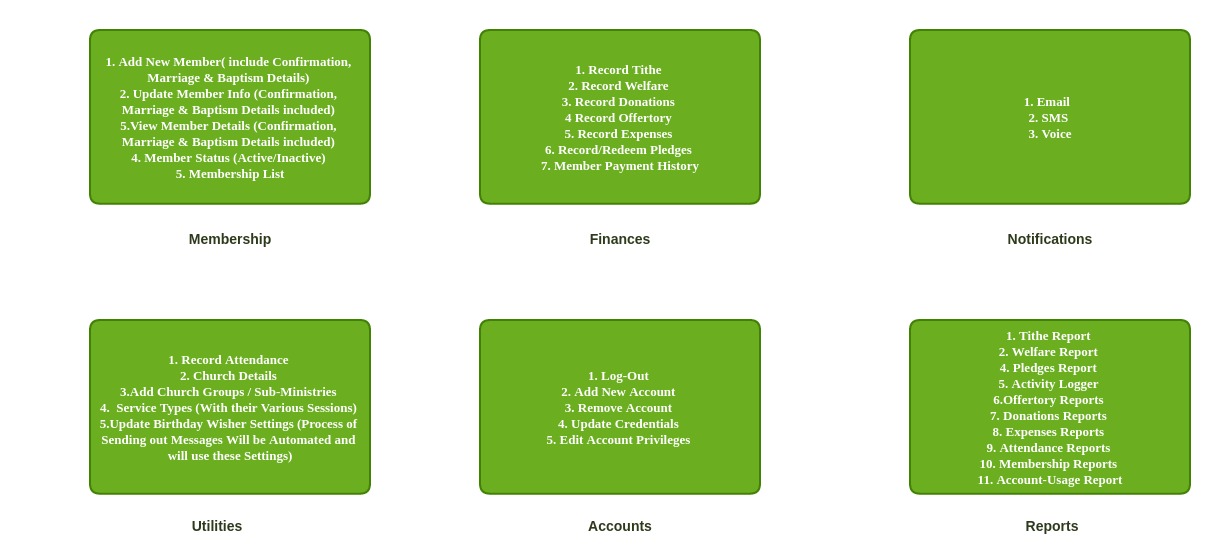 1. Add New Member( include Confirmation,
Marriage & Baptism Details)
2. Update Member Info (Confirmation,
Marriage & Baptism Details included)
5.View Member Details (Confirmation,
Marriage & Baptism Details included)
4. Member Status (Active/Inactive)
5. Membership List
Membership
1. Record Tithe
2. Record Welfare
3. Record Donations
4 Record Offertory
5. Record Expenses
6. Record/Redeem Pledges
7. Member Payment History
Finances
1. Email
2. SMS
3. Voice
Notifications
1. Record Attendance
2. Church Details
3.Add Church Groups / Sub-Ministries
4.  Service Types (With their Various Sessions)
5.Update Birthday Wisher Settings (Process of
Sending out Messages Will be Automated and
will use these Settings)
Utilities
1. Log-Out
2. Add New Account
3. Remove Account
4. Update Credentials
5. Edit Account Privileges
Accounts
1. Tithe Report
2. Welfare Report
4. Pledges Report
5. Activity Logger
6.Offertory Reports
7. Donations Reports
8. Expenses Reports
9. Attendance Reports
10. Membership Reports
11. Account-Usage Report
Reports